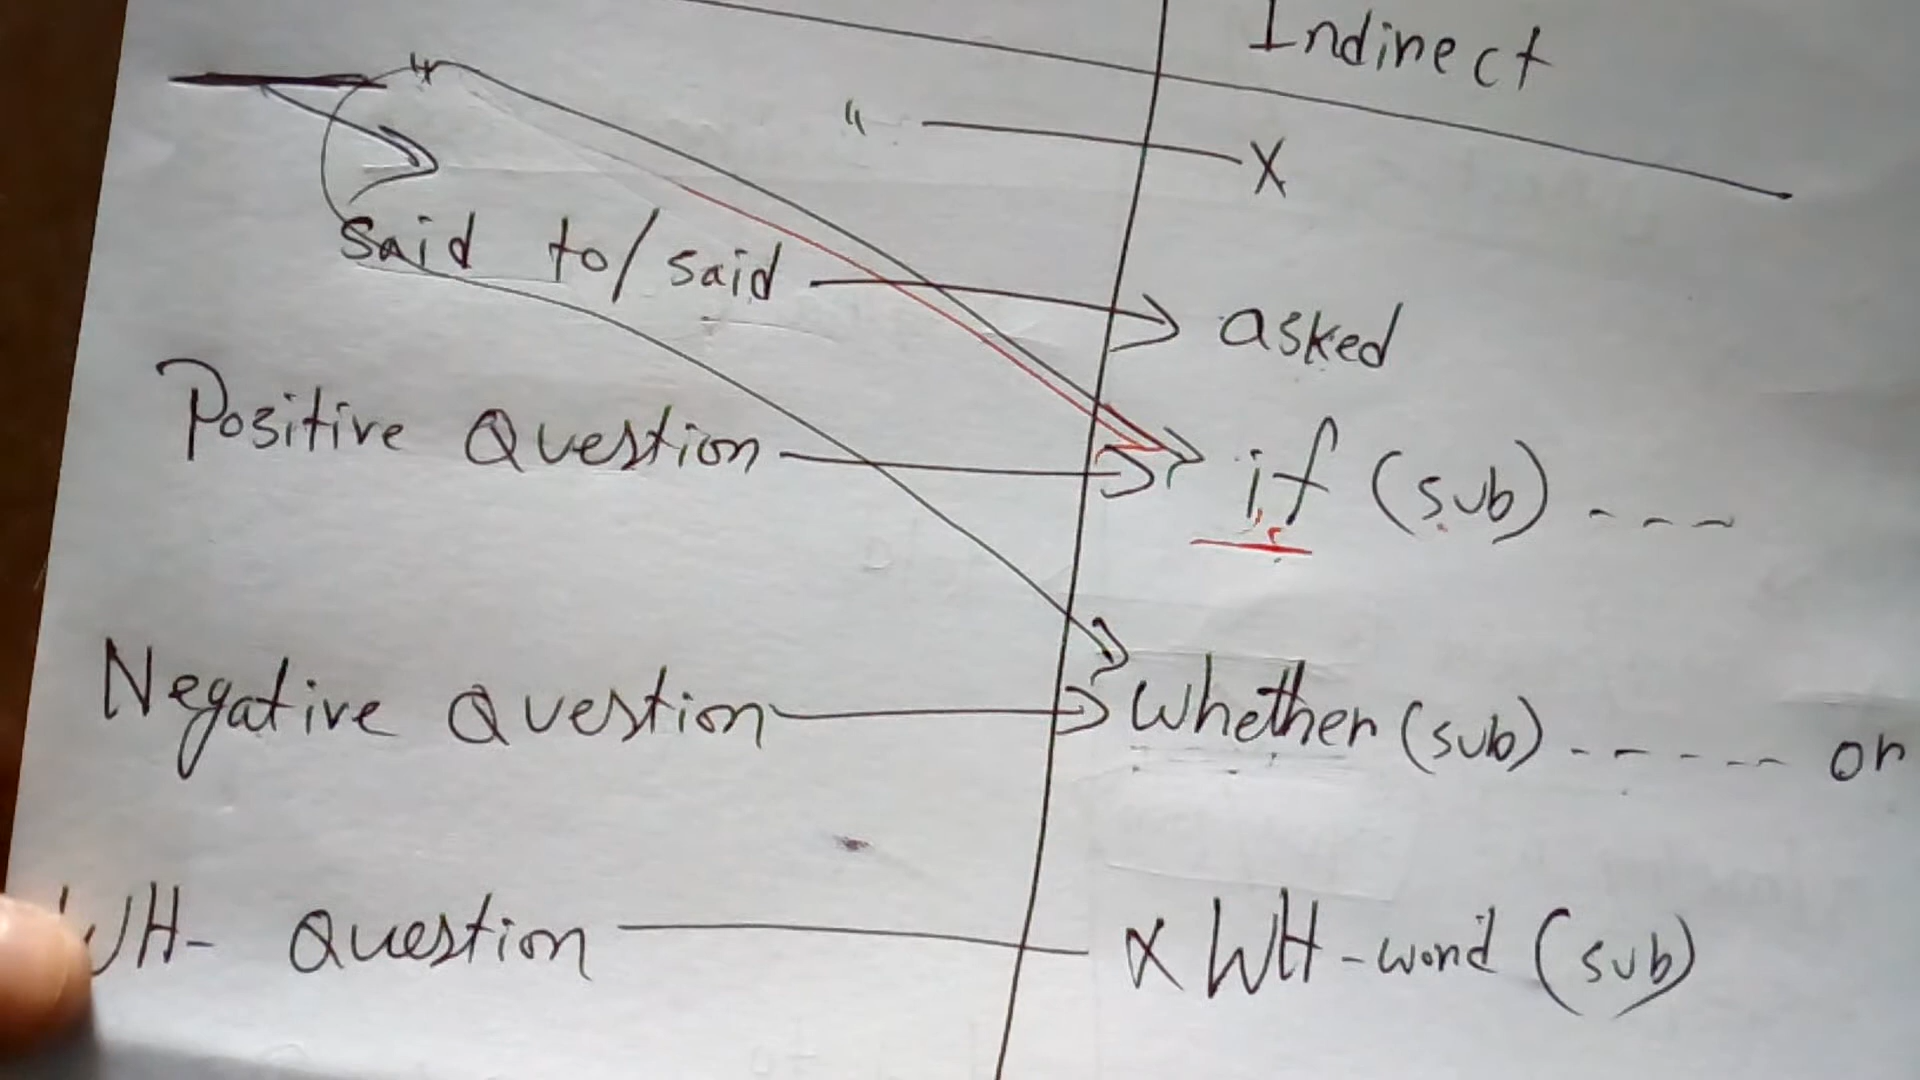 Indirect
" X
said to/said asked
Positive Question if (sub) ---
Negative Question Whether (sub) ------ or
WH- Question X WH-word (sub)